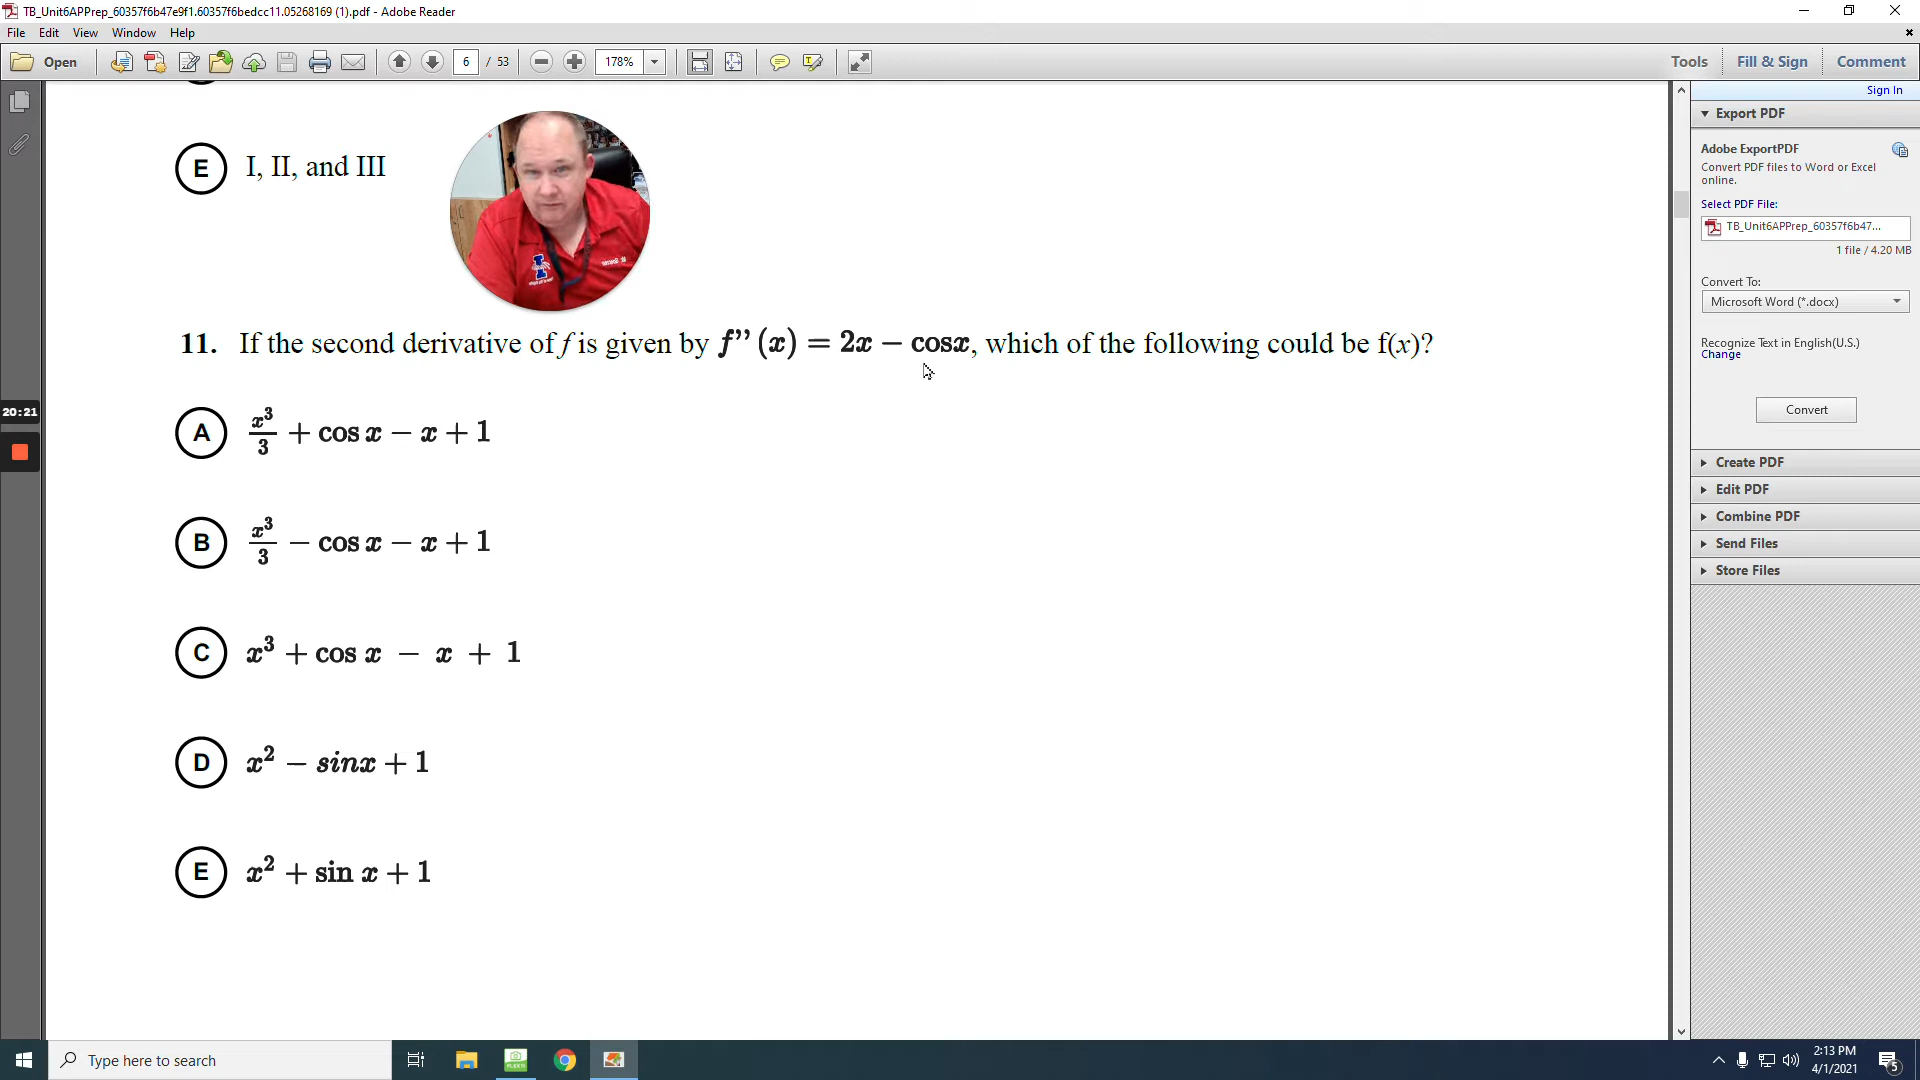 TB_Unit6APPrep_60357f6b47e9f1.60357f6bedcc11.05268169 (1).pdf - Adobe Reader
File Edit View Window Help
Open 6 / 53 178% Tools Fill & Sign Comment
Sign In
Export PDF
Adobe ExportPDF
Convert PDF files to Word or Excel
online.
Select PDF File:
TB_Unit6APPrep_60357f6b47...
1 file / 4.20 MB
Convert To:
Microsoft Word (*.docx)
Recognize Text in English(U.S.)
Change
Convert
Create PDF
Edit PDF
Combine PDF
Send Files
Store Files
E I, II, and III
11. If the second derivative of f is given by f”(x) = 2x − cosx, which of the following could be f(x)?
20:21
A x³/3 + cos x − x + 1
B x³/3 − cos x − x + 1
C x³ + cos x − x + 1
D x² − sinx + 1
E x² + sin x + 1
Type here to search
2:13 PM
4/1/2021
5